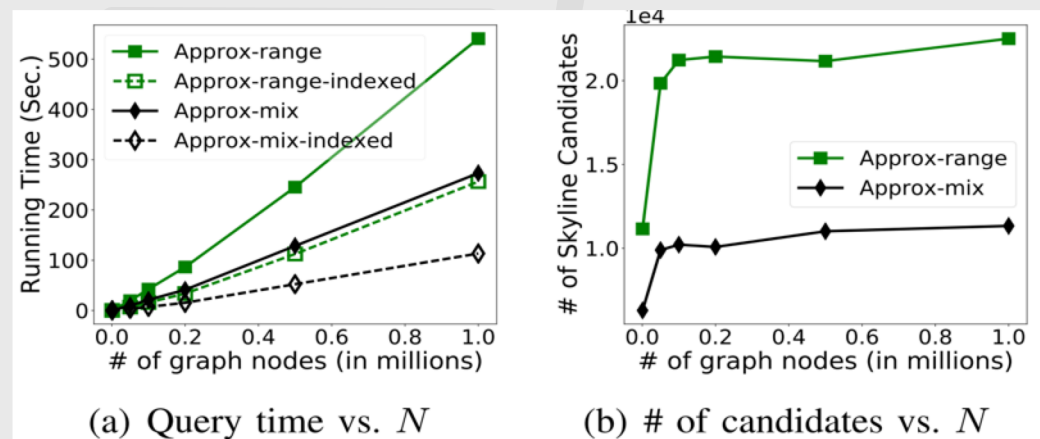 500
400
300
200
100
0
Running Time (Sec.)
Approx-range
Approx-range-indexed
Approx-mix
Approx-mix-indexed
0.0 0.2 0.4 0.6 0.8 1.0
# of graph nodes (in millions)
(a) Query time vs. N
1e4
2.0
1.5
1.0
# of Skyline Candidates
Approx-range
Approx-mix
0.0 0.2 0.4 0.6 0.8 1.0
# of graph nodes (in millions)
(b) # of candidates vs. N